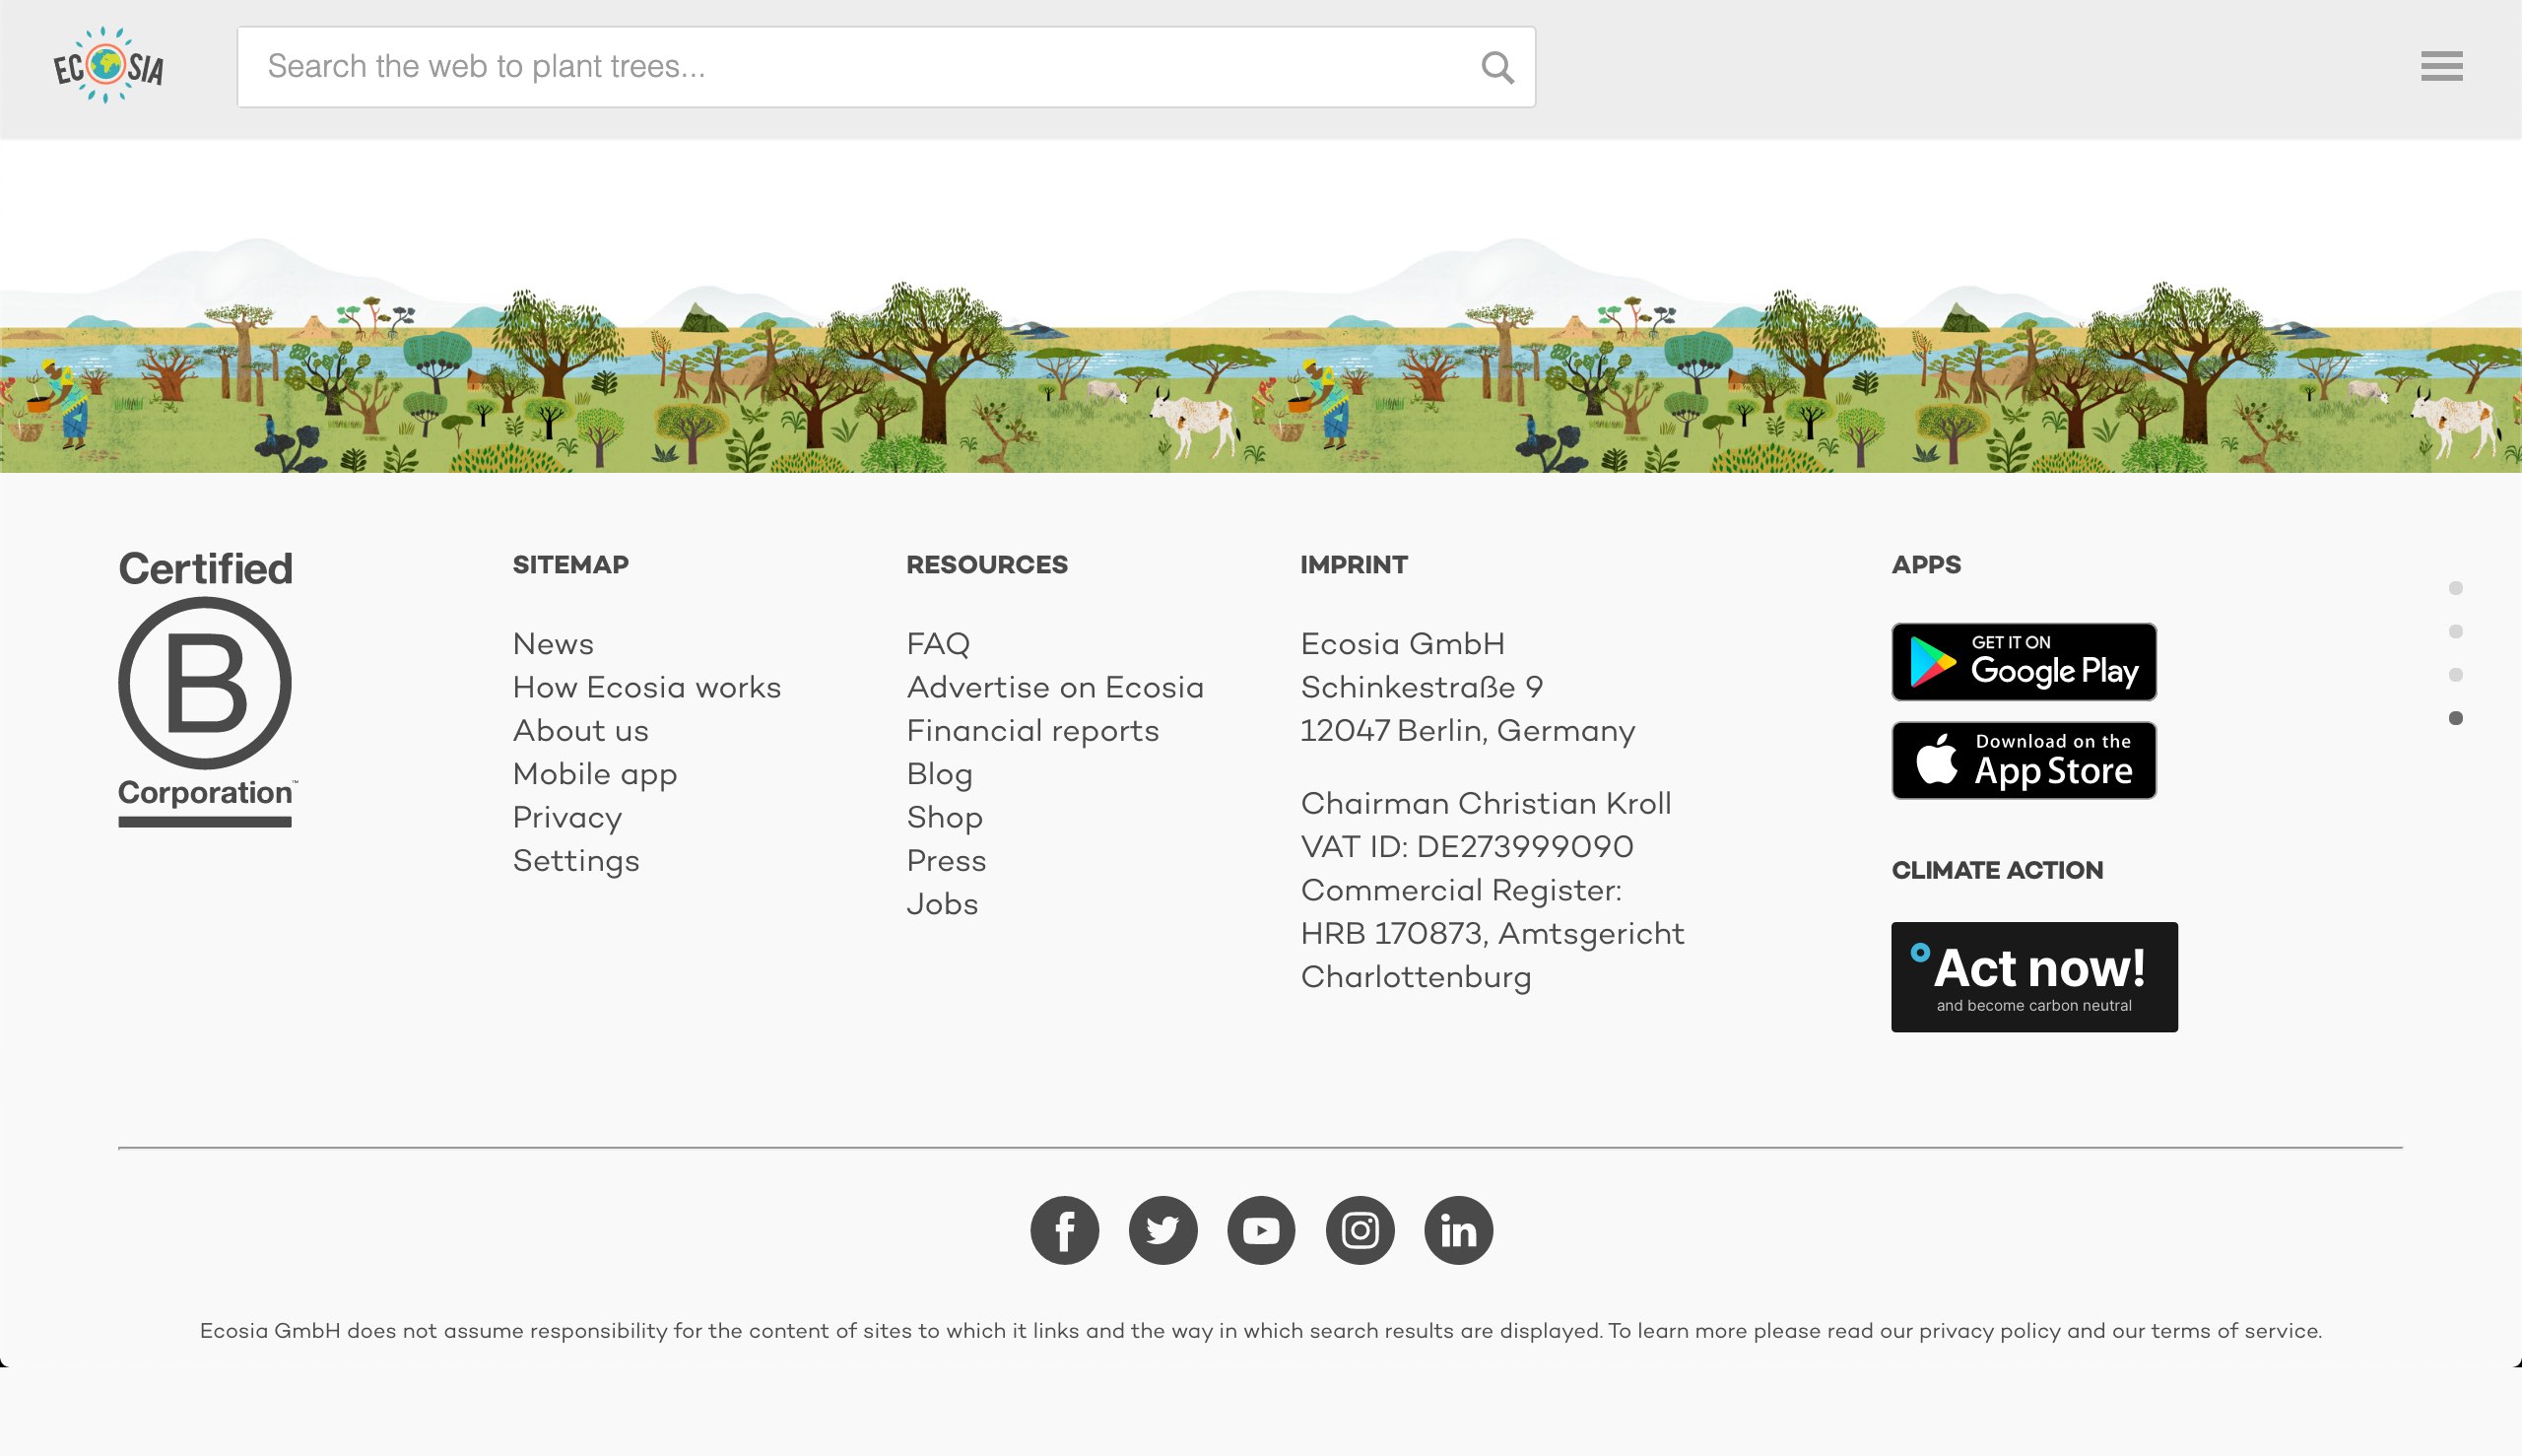 ECOSIA
Search the web to plant trees...
Certified
B
Corporation™
SITEMAP
News
How Ecosia works
About us
Mobile app
Privacy
Settings
RESOURCES
FAQ
Advertise on Ecosia
Financial reports
Blog
Shop
Press
Jobs
IMPRINT
Ecosia GmbH
Schinkestraße 9
12047 Berlin, Germany
Chairman Christian Kroll
VAT ID: DE273999090
Commercial Register:
HRB 170873, Amtsgericht
Charlottenburg
APPS
GET IT ON
Google Play
Download on the
App Store
CLIMATE ACTION
Act now!
and become carbon neutral
Ecosia GmbH does not assume responsibility for the content of sites to which it links and the way in which search results are displayed. To learn more please read our privacy policy and our terms of service.